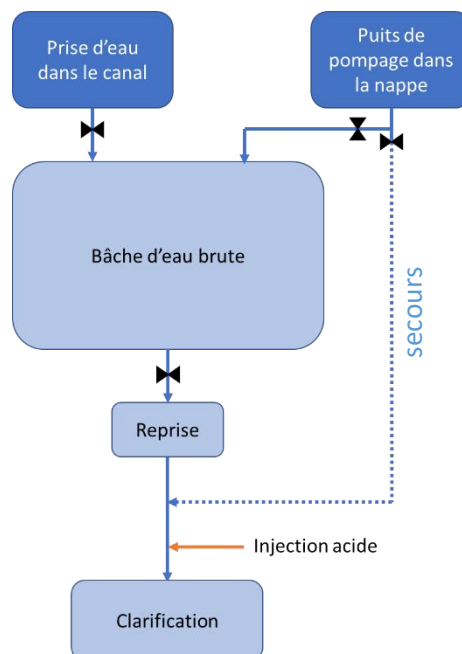 Prise d’eau
dans le canal
Puits de
pompage dans
la nappe
Bâche d’eau brute
secours
Reprise
Injection acide
Clarification